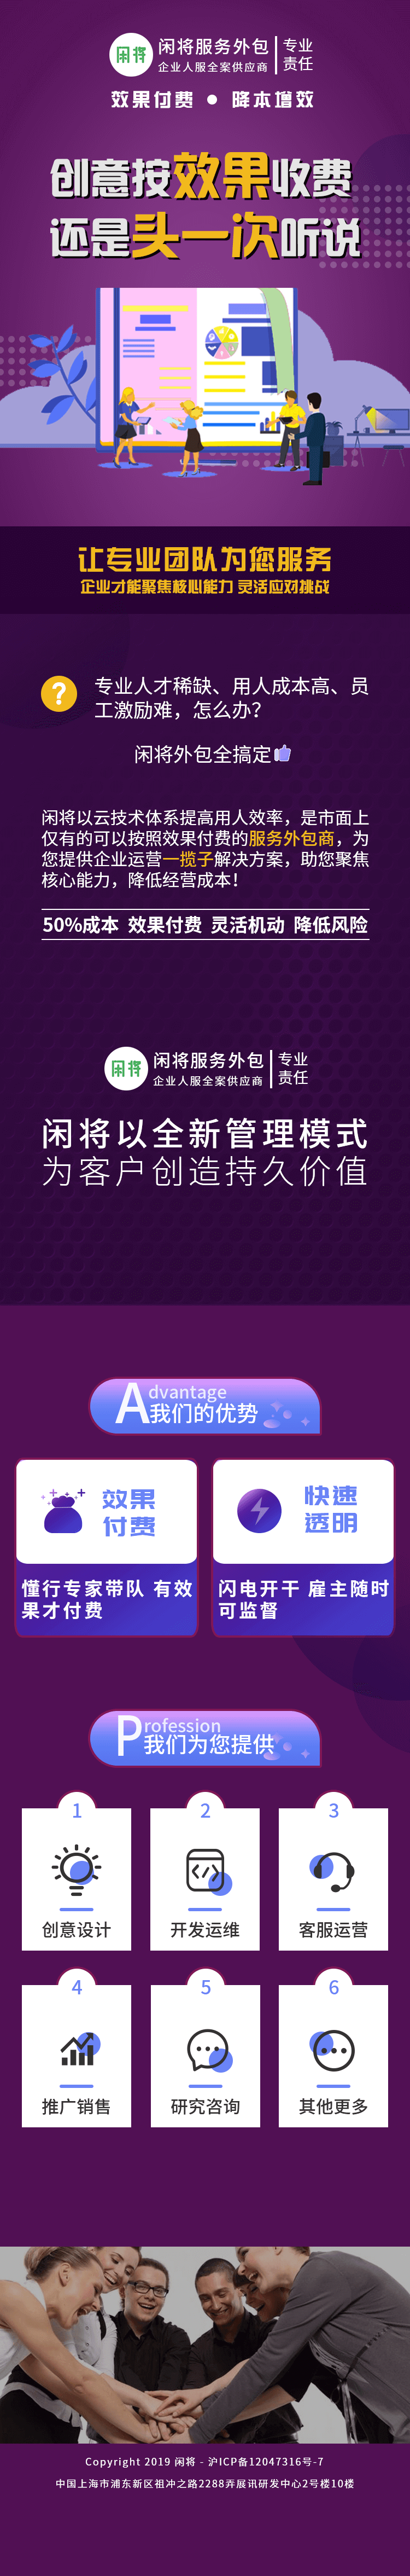 闲将
闲将服务外包
企业人服全案供应商
专业
责任
效果付费 ● 降本增效
创意按效果收费
还是头一次听说
让专业团队为您服务
企业才能聚焦核心能力 灵活应对挑战
?
专业人才稀缺、用人成本高、员
工激励难，怎么办？
闲将外包全搞定
闲将以云技术体系提高用人效率，是市面上
仅有的可以按照效果付费的服务外包商，为
您提供企业运营一揽子解决方案，助您聚焦
核心能力，降低经营成本！
50%成本 效果付费 灵活机动 降低风险
闲将
闲将服务外包
企业人服全案供应商
专业
责任
闲将以全新管理模式
为客户创造持久价值
Advantage
我们的优势
效果
付费
懂行专家带队 有效
果才付费
快速
透明
闪电开干 雇主随时
可监督
Profession
我们为您提供
1
创意设计
2
开发运维
3
客服运营
4
推广销售
5
研究咨询
6
其他更多
Copyright 2019 闲将 - 沪ICP备12047316号-7
中国上海市浦东新区祖冲之路2288弄展讯研发中心2号楼10楼